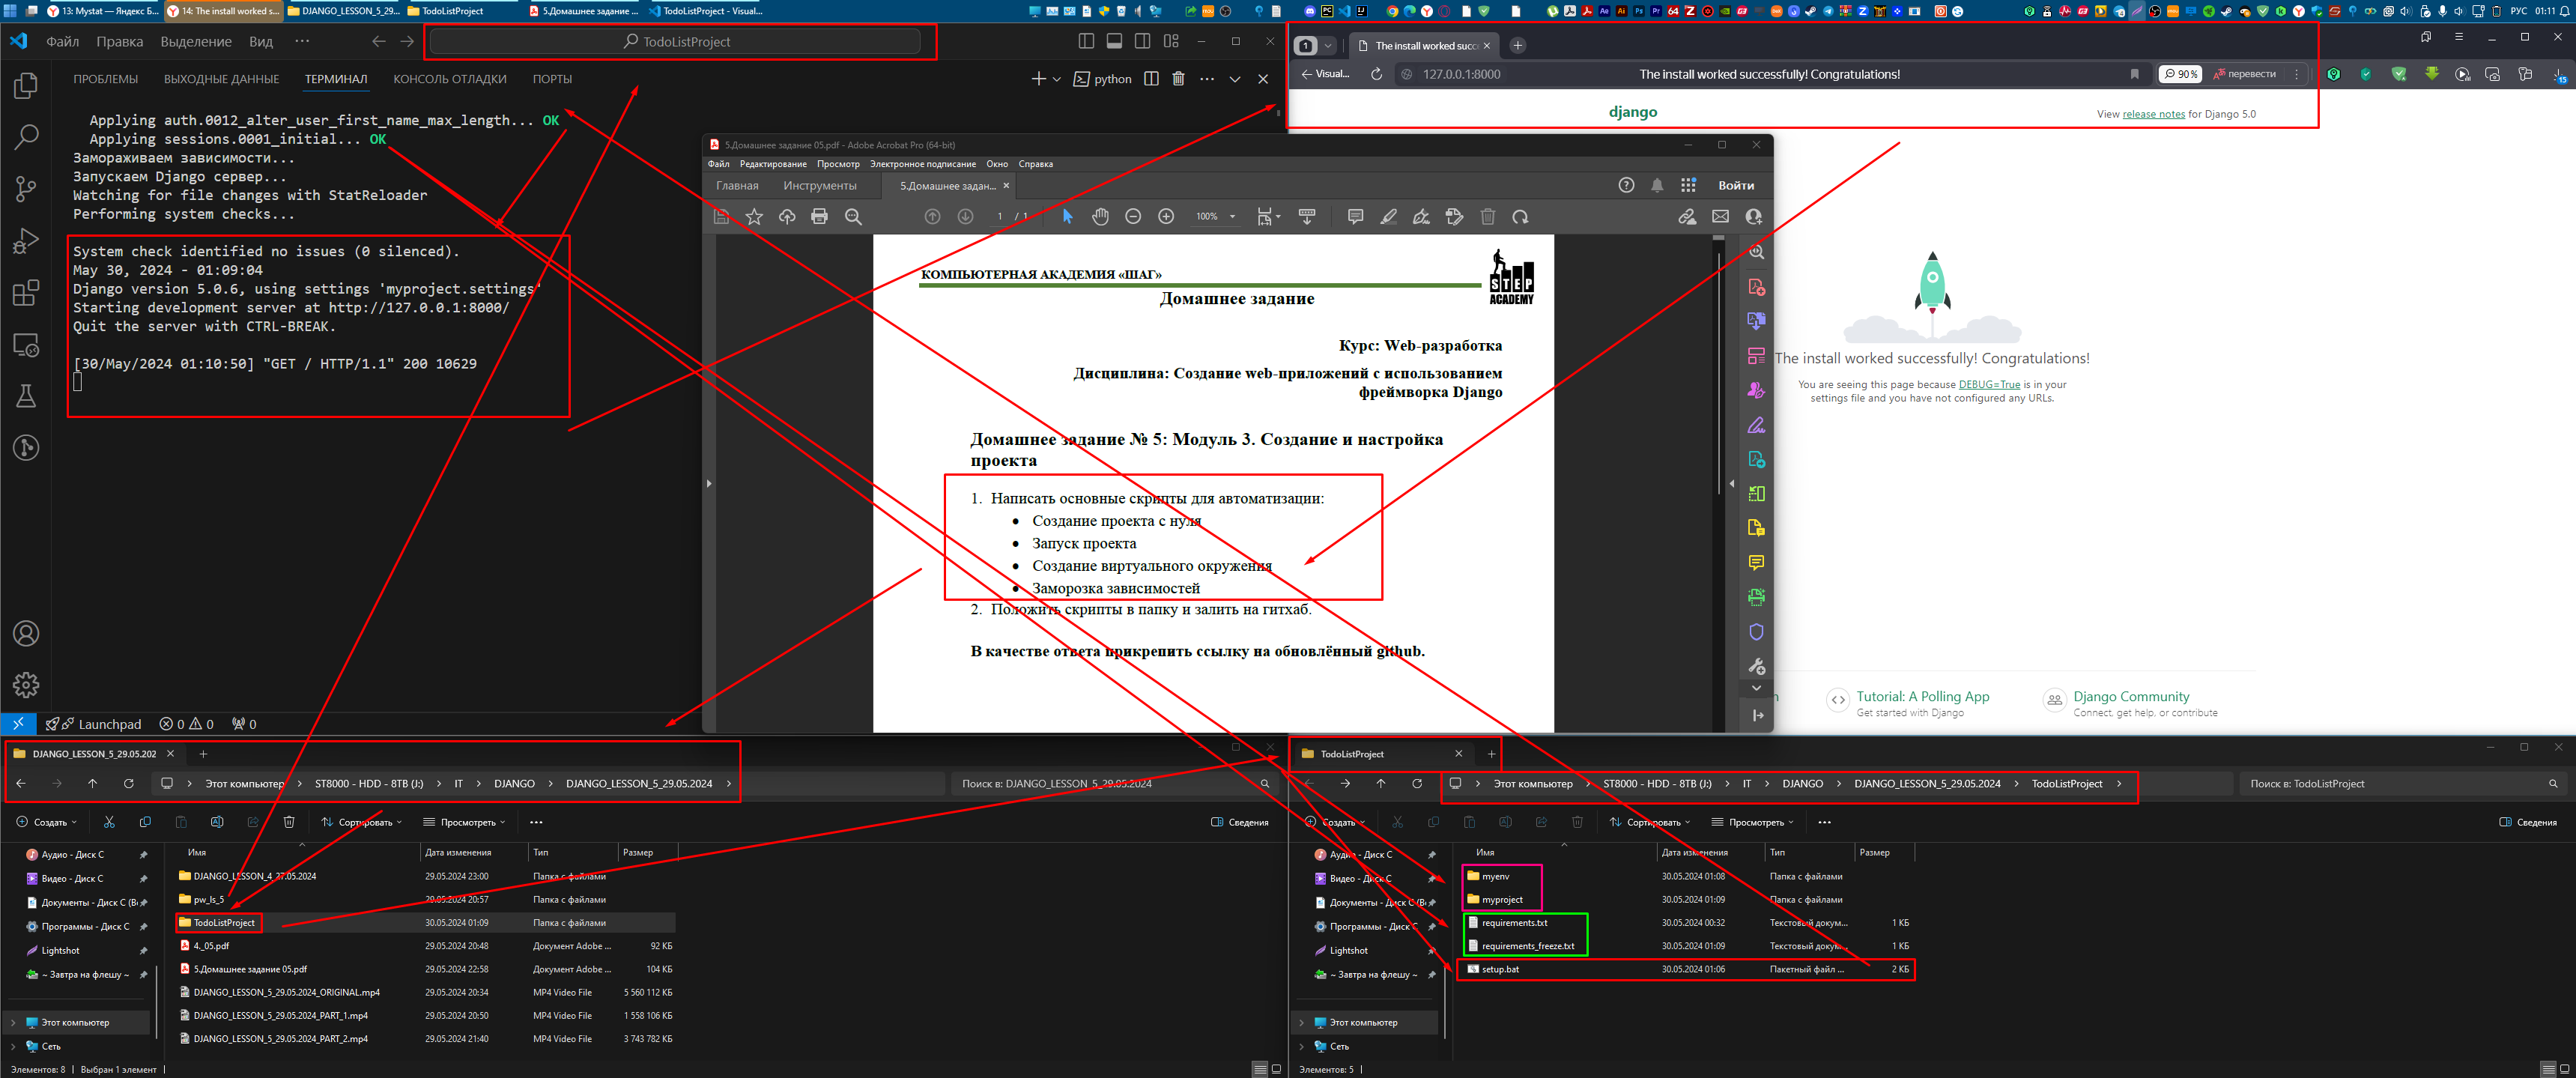 13: Mystat — Яндекс Б...
14: The install worked s...
DJANGO_LESSON_5_29...
TodoListProject
5.Домашнее задание ...
TodoListProject - Visual...
РУС
01:11
Файл Правка Выделение Вид ...
TodoListProject
ПРОБЛЕМЫ ВЫХОДНЫЕ ДАННЫЕ ТЕРМИНАЛ КОНСОЛЬ ОТЛАДКИ ПОРТЫ
python
Applying auth.0012_alter_user_first_name_max_length... OK
Applying sessions.0001_initial... OK
Замораживаем зависимости...
Запускаем Django сервер...
Watching for file changes with StatReloader
Performing system checks...
System check identified no issues (0 silenced).
May 30, 2024 - 01:09:04
Django version 5.0.6, using settings 'myproject.settings'
Starting development server at http://127.0.0.1:8000/
Quit the server with CTRL-BREAK.
[30/May/2024 01:10:50] "GET / HTTP/1.1" 200 10629
Launchpad 0 0 0
5.Домашнее задание 05.pdf - Adobe Acrobat Pro (64-bit)
Файл Редактирование Просмотр Электронное подписание Окно Справка
Главная Инструменты 5.Домашнее задан... Войти
1 / 1 100%
КОМПЬЮТЕРНАЯ АКАДЕМИЯ «ШАГ»
STEP
ACADEMY
Домашнее задание
Курс: Web-разработка
Дисциплина: Создание web-приложений с использованием
фреймворка Django
Домашнее задание № 5: Модуль 3. Создание и настройка
проекта
1. Написать основные скрипты для автоматизации:
• Создание проекта с нуля
• Запуск проекта
• Создание виртуального окружения
• Заморозка зависимостей
2. Положить скрипты в папку и залить на гитхаб.
В качестве ответа прикрепить ссылку на обновлённый github.
1 The install worked succ
Visual... 127.0.0.1:8000 The install worked successfully! Congratulations! 90 % перевести 15
django
View release notes for Django 5.0
The install worked successfully! Congratulations!
You are seeing this page because DEBUG=True is in your
settings file and you have not configured any URLs.
Tutorial: A Polling App
Get started with Django
Django Community
Connect, get help, or contribute
DJANGO_LESSON_5_29.05.202
Этот компьютер > ST8000 - HDD - 8TB (J:) > IT > DJANGO > DJANGO_LESSON_5_29.05.2024 >
Поиск в: DJANGO_LESSON_5_29.05.2024
Создать Сортировать Просмотреть ... Сведения
Аудио - Диск C
Видео - Диск C
Документы - Диск C (Ве
Программы - Диск C
Lightshot
~ Завтра на флешу ~
Этот компьютер
Сеть
Имя Дата изменения Тип Размер
DJANGO_LESSON_4_27.05.2024 29.05.2024 23:00 Папка с файлами
pw_ls_5 29.05.2024 20:57 Папка с файлами
TodoListProject 30.05.2024 01:09 Папка с файлами
4._05.pdf 29.05.2024 20:48 Документ Adobe ... 92 КБ
5.Домашнее задание 05.pdf 29.05.2024 22:58 Документ Adobe ... 104 КБ
DJANGO_LESSON_5_29.05.2024_ORIGINAL.mp4 29.05.2024 20:34 MP4 Video File 5 560 112 КБ
DJANGO_LESSON_5_29.05.2024_PART_1.mp4 29.05.2024 20:50 MP4 Video File 1 558 106 КБ
DJANGO_LESSON_5_29.05.2024_PART_2.mp4 29.05.2024 21:40 MP4 Video File 3 743 782 КБ
Элементов: 8 Выбран 1 элемент
TodoListProject
Этот компьютер > ST8000 - HDD - 8TB (J:) > IT > DJANGO > DJANGO_LESSON_5_29.05.2024 > TodoListProject >
Поиск в: TodoListProject
Создать Сортировать Просмотреть ... Сведения
Аудио - Диск C
Видео - Диск C
Документы - Диск C (Ве
Программы - Диск C
Lightshot
~ Завтра на флешу ~
Этот компьютер
Сеть
Имя Дата изменения Тип Размер
myenv 30.05.2024 01:08 Папка с файлами
myproject 30.05.2024 01:09 Папка с файлами
requirements.txt 30.05.2024 00:32 Текстовый докум... 1 КБ
requirements_freeze.txt 30.05.2024 01:09 Текстовый докум... 1 КБ
setup.bat 30.05.2024 01:06 Пакетный файл ... 2 КБ
Элементов: 5